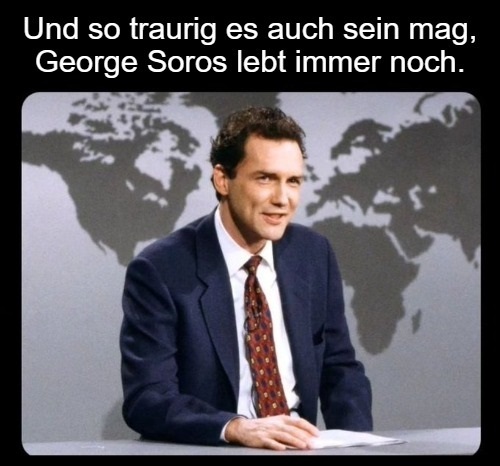 Und so traurig es auch sein mag,
George Soros lebt immer noch.